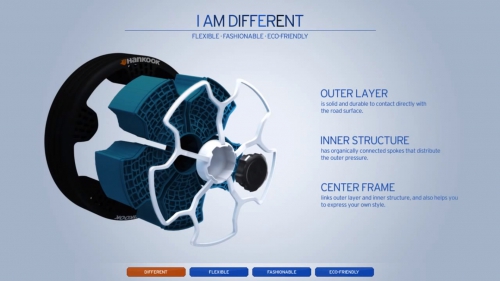 I AM DIFFERENT
FLEXIBLE · FASHIONABLE · ECO-FRIENDLY
HANKOOK
OUTER LAYER
is solid and durable to contact directly with
the road surface.
INNER STRUCTURE
has organically connected spokes that distribute
the outer pressure.
CENTER FRAME
links outer layer and inner structure, and also helps you
to express your own style.
DIFFERENT
FLEXIBLE
FASHIONABLE
ECO-FRIENDLY